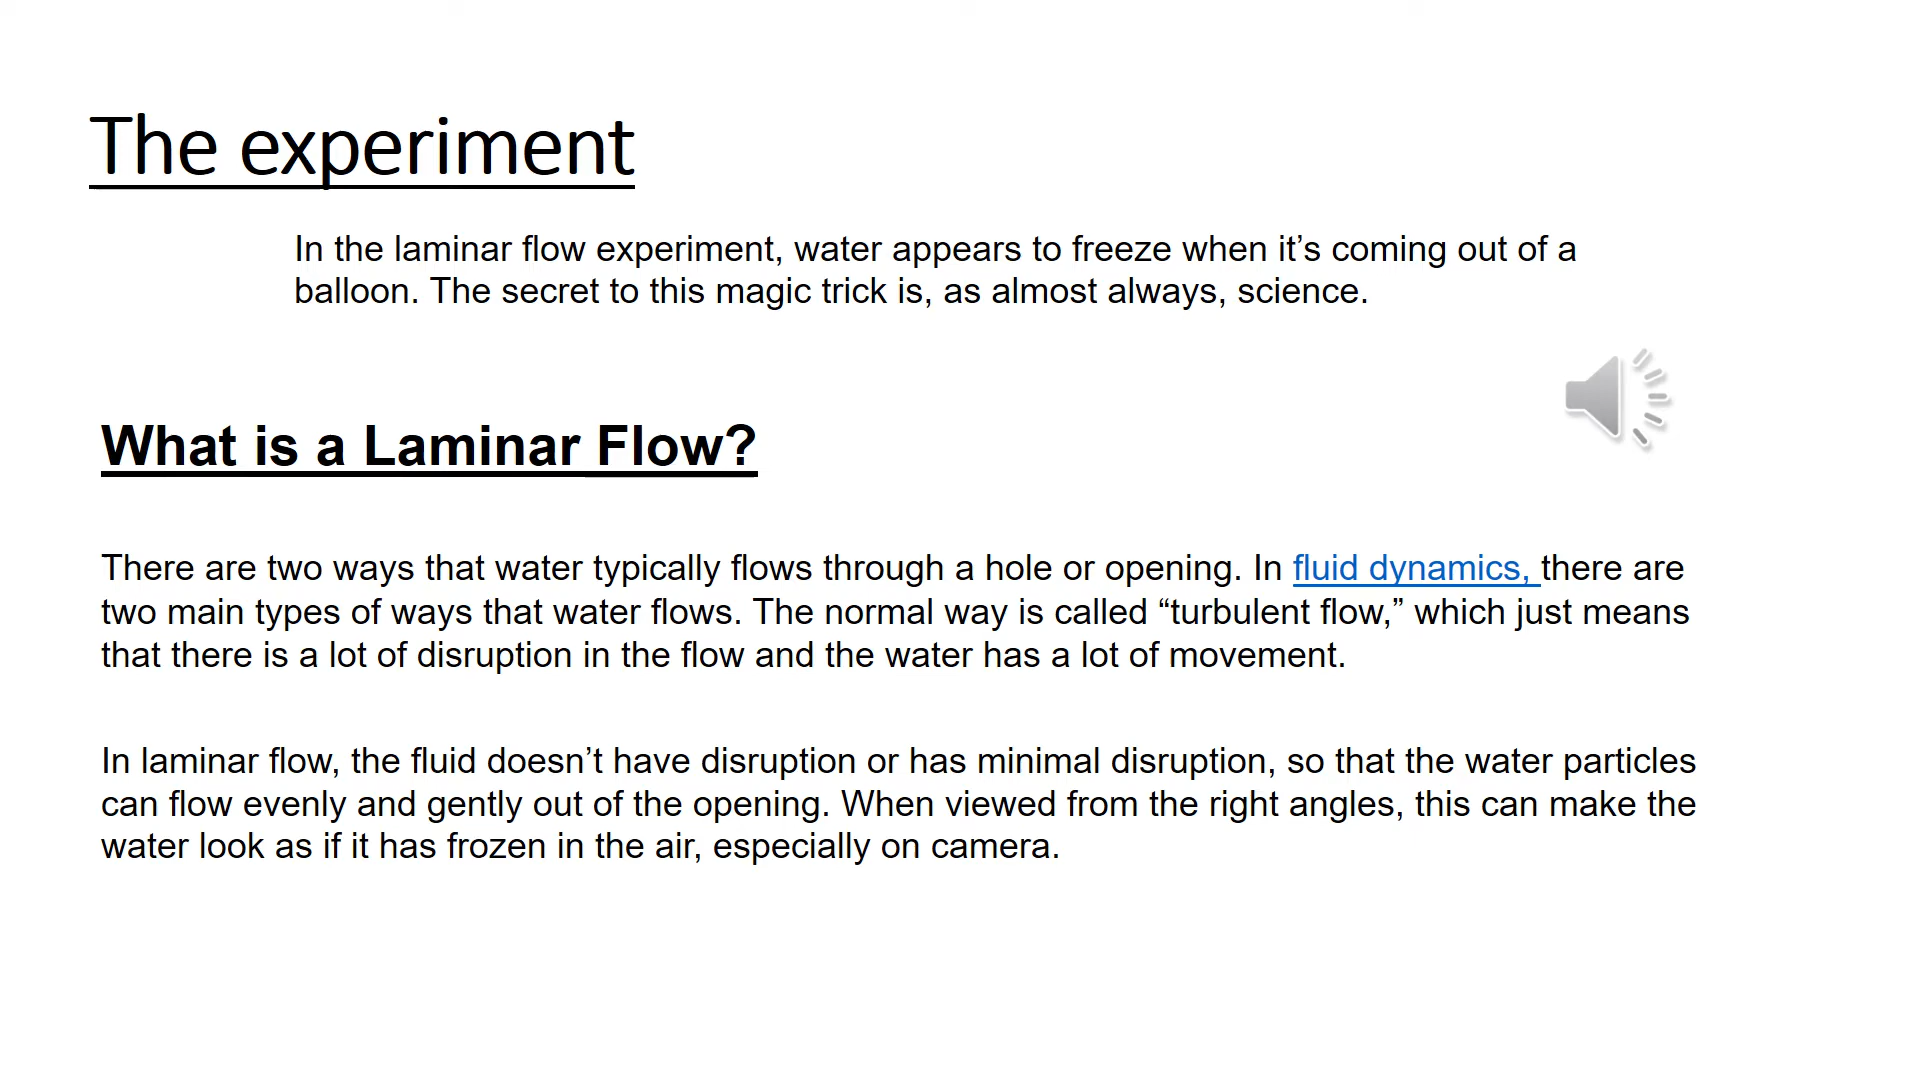 The experiment
In the laminar flow experiment, water appears to freeze when it’s coming out of a
balloon. The secret to this magic trick is, as almost always, science.
What is a Laminar Flow?
There are two ways that water typically flows through a hole or opening. In fluid dynamics, there are
two main types of ways that water flows. The normal way is called “turbulent flow,” which just means
that there is a lot of disruption in the flow and the water has a lot of movement.
In laminar flow, the fluid doesn’t have disruption or has minimal disruption, so that the water particles
can flow evenly and gently out of the opening. When viewed from the right angles, this can make the
water look as if it has frozen in the air, especially on camera.